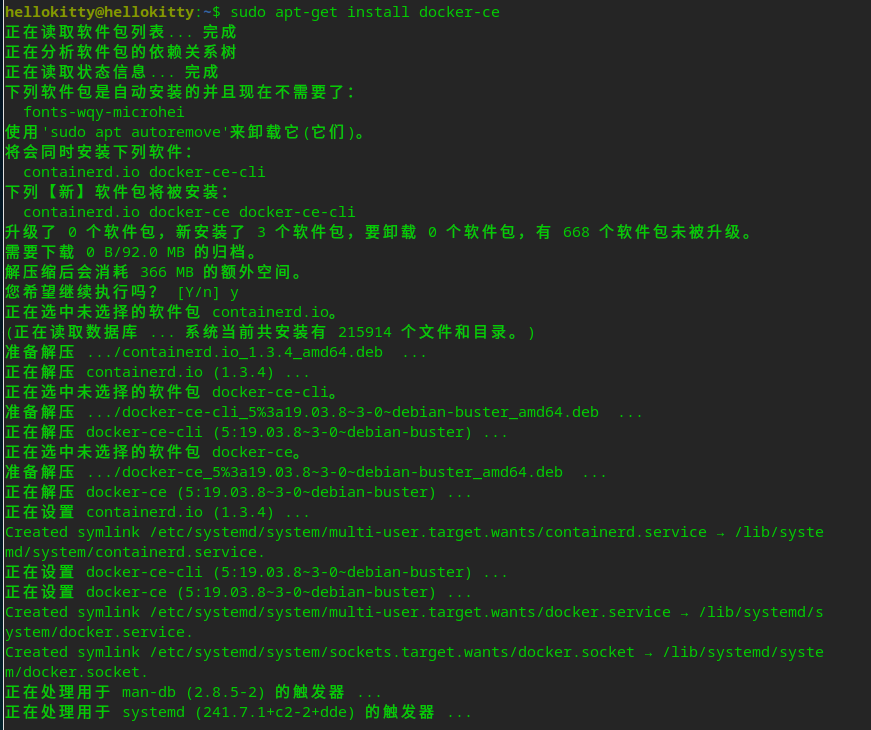 hellokitty@hellokitty:~$ sudo apt-get install docker-ce
正在读取软件包列表... 完成
正在分析软件包的依赖关系树
正在读取状态信息... 完成
下列软件包是自动安装的并且现在不需要了：
  fonts-wqy-microhei
使用'sudo apt autoremove'来卸载它(它们)。
将会同时安装下列软件：
  containerd.io docker-ce-cli
下列【新】软件包将被安装：
  containerd.io docker-ce docker-ce-cli
升级了 0 个软件包，新安装了 3 个软件包，要卸载 0 个软件包，有 668 个软件包未被升级。
需要下载 0 B/92.0 MB 的归档。
解压缩后会消耗 366 MB 的额外空间。
您希望继续执行吗？ [Y/n] y
正在选中未选择的软件包 containerd.io。
(正在读取数据库 ... 系统当前共安装有 215914 个文件和目录。)
准备解压 .../containerd.io_1.3.4_amd64.deb  ...
正在解压 containerd.io (1.3.4) ...
正在选中未选择的软件包 docker-ce-cli。
准备解压 .../docker-ce-cli_5%3a19.03.8~3-0~debian-buster_amd64.deb  ...
正在解压 docker-ce-cli (5:19.03.8~3-0~debian-buster) ...
正在选中未选择的软件包 docker-ce。
准备解压 .../docker-ce_5%3a19.03.8~3-0~debian-buster_amd64.deb  ...
正在解压 docker-ce (5:19.03.8~3-0~debian-buster) ...
正在设置 containerd.io (1.3.4) ...
Created symlink /etc/systemd/system/multi-user.target.wants/containerd.service → /lib/syste
md/system/containerd.service.
正在设置 docker-ce-cli (5:19.03.8~3-0~debian-buster) ...
正在设置 docker-ce (5:19.03.8~3-0~debian-buster) ...
Created symlink /etc/systemd/system/multi-user.target.wants/docker.service → /lib/systemd/s
ystem/docker.service.
Created symlink /etc/systemd/system/sockets.target.wants/docker.socket → /lib/systemd/syste
m/docker.socket.
正在处理用于 man-db (2.8.5-2) 的触发器 ...
正在处理用于 systemd (241.7.1+c2-2+dde) 的触发器 ...